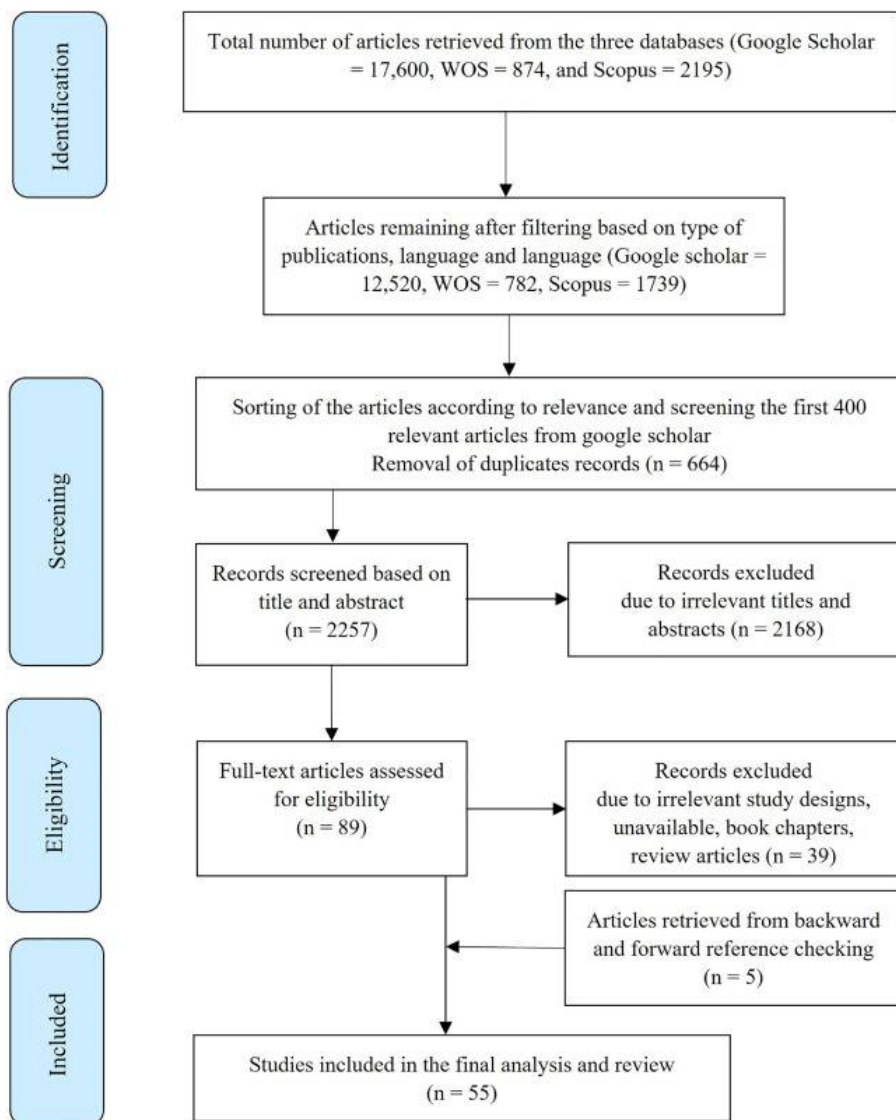 Identification
Total number of articles retrieved from the three databases (Google Scholar
= 17,600, WOS = 874, and Scopus = 2195)
Articles remaining after filtering based on type of
publications, language and language (Google scholar =
12,520, WOS = 782, Scopus = 1739)
Screening
Sorting of the articles according to relevance and screening the first 400
relevant articles from google scholar
Removal of duplicates records (n = 664)
Records screened based on
title and abstract
(n = 2257)
Records excluded
due to irrelevant titles and
abstracts (n = 2168)
Eligibility
Full-text articles assessed
for eligibility
(n = 89)
Records excluded
due to irrelevant study designs,
unavailable, book chapters,
review articles (n = 39)
Articles retrieved from backward
and forward reference checking
(n = 5)
Included
Studies included in the final analysis and review
(n = 55)